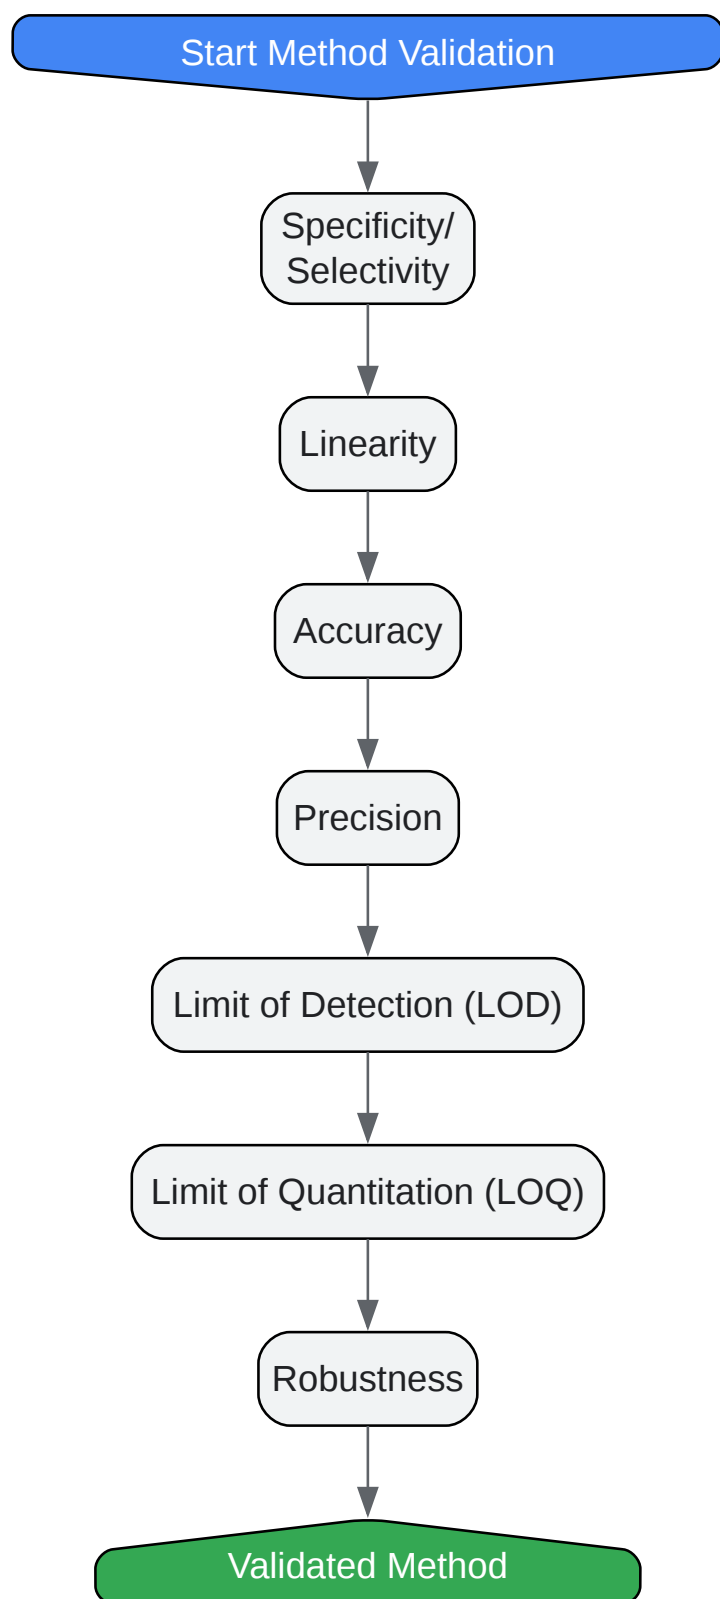 Start Method Validation
Specificity/
Selectivity
Linearity
Accuracy
Precision
Limit of Detection (LOD)
Limit of Quantitation (LOQ)
Robustness
Validated Method